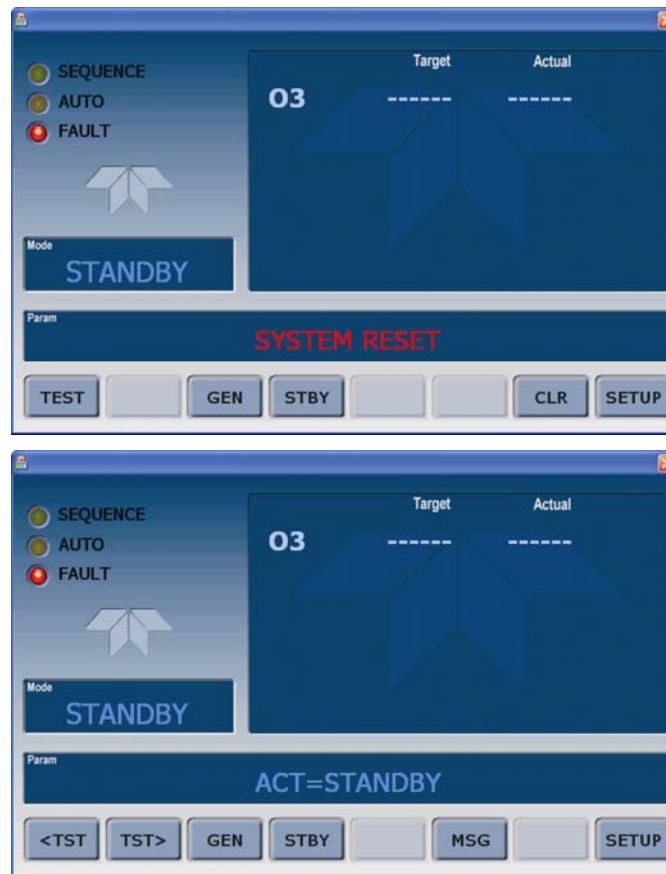 Target Actual
SEQUENCE
O3 ------ ------
AUTO
FAULT
Mode
STANDBY
Param
SYSTEM RESET
TEST GEN STBY CLR SETUP
Target Actual
SEQUENCE
O3 ------ ------
AUTO
FAULT
Mode
STANDBY
Param
ACT=STANDBY
<TST TST> GEN STBY MSG SETUP